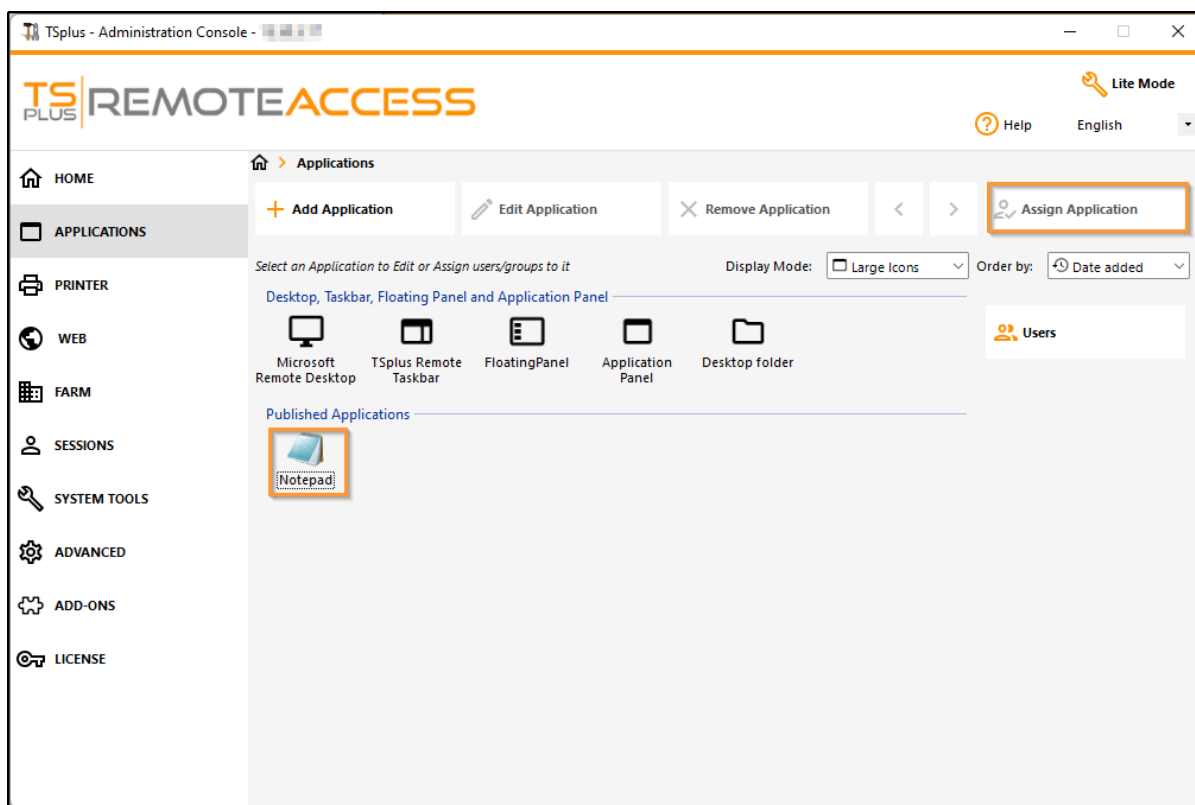 TSplus - Administration Console -
TS PLUS REMOTEACCESS
Lite Mode
Help
English
HOME
APPLICATIONS
PRINTER
WEB
FARM
SESSIONS
SYSTEM TOOLS
ADVANCED
ADD-ONS
LICENSE
Applications
Add Application
Edit Application
Remove Application
Assign Application
Select an Application to Edit or Assign users/groups to it
Display Mode:
Large Icons
Order by:
Date added
Desktop, Taskbar, Floating Panel and Application Panel
Microsoft
Remote Desktop
TSplus Remote
Taskbar
FloatingPanel
Application
Panel
Desktop folder
Users
Published Applications
Notepad